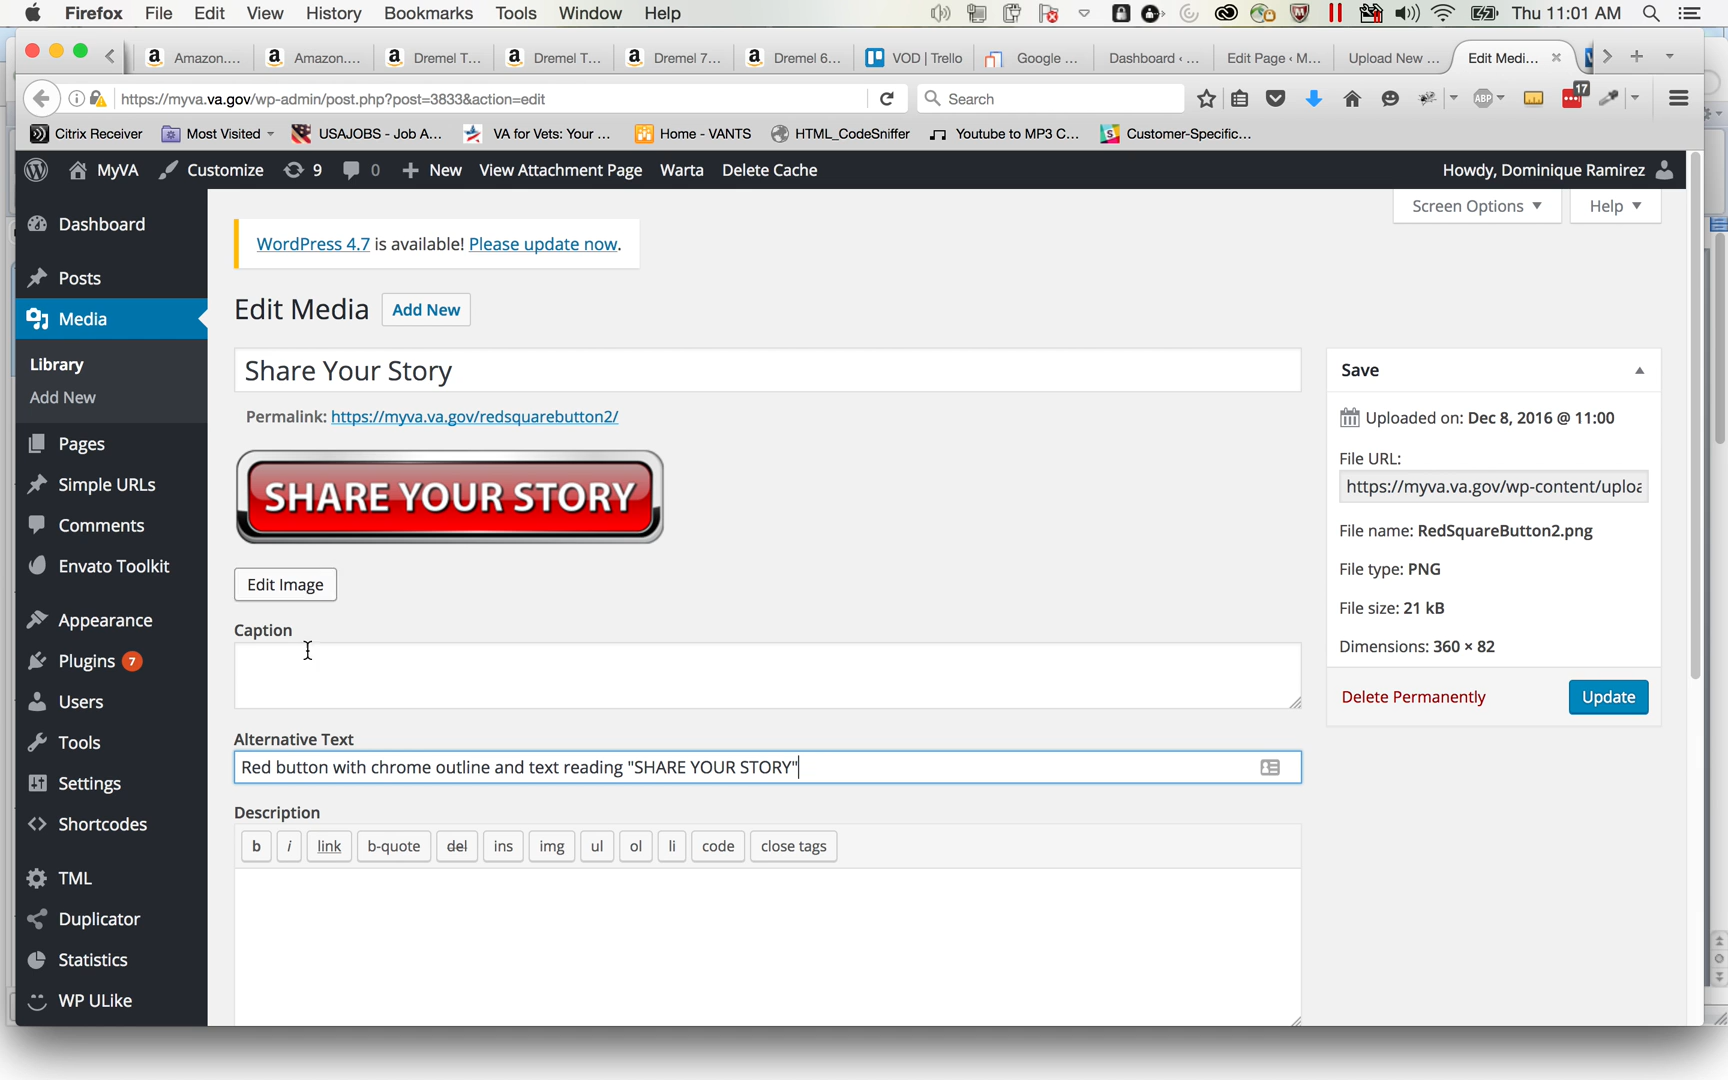 Firefox File Edit View History Bookmarks Tools Window Help Thu 11:01 AM
Amazon.... Amazon.... Dremel T... Dremel T... Dremel 7... Dremel 6... VOD | Trello Google ... Dashboard ‹ ... Edit Page ‹ M... Upload New ... Edit Medi...
https://myva.va.gov/wp-admin/post.php?post=3833&action=edit Search ABP 17
Citrix Receiver Most Visited USAJOBS - Job A... VA for Vets: Your ... Home - VANTS HTML_CodeSniffer Youtube to MP3 C... Customer-Specific...
MyVA Customize 9 0 New View Attachment Page Warta Delete Cache Howdy, Dominique Ramirez
Screen Options Help
Dashboard
Posts
Media
Library
Add New
Pages
Simple URLs
Comments
Envato Toolkit
Appearance
Plugins 7
Users
Tools
Settings
Shortcodes
TML
Duplicator
Statistics
WP ULike
WordPress 4.7 is available! Please update now.
Edit Media Add New
Share Your Story
Permalink: https://myva.va.gov/redsquarebutton2/
SHARE YOUR STORY
Edit Image
Caption
Alternative Text
Red button with chrome outline and text reading "SHARE YOUR STORY"
Description
b i link b-quote del ins img ul ol li code close tags
Save
Uploaded on: Dec 8, 2016 @ 11:00
File URL:
https://myva.va.gov/wp-content/uploa
File name: RedSquareButton2.png
File type: PNG
File size: 21 kB
Dimensions: 360 × 82
Delete Permanently Update